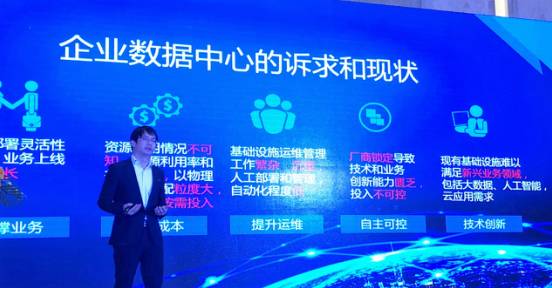 企业数据中心的诉求和现状
部署灵活性
业务上线
长
撑业务
资源 用情况不可
知 源利用率和
以物理
配粒度大,
按需投入
成本
基础设施运维管理
工作繁杂
人工部署和管理
自动化程度低
提升运维
厂商锁定导致
技术和业务
创新能力匮乏,
投入不可控
自主可控
现有基础设施难以
满足新兴业务领域,
包括大数据、人工智能,
云应用需求
技术创新